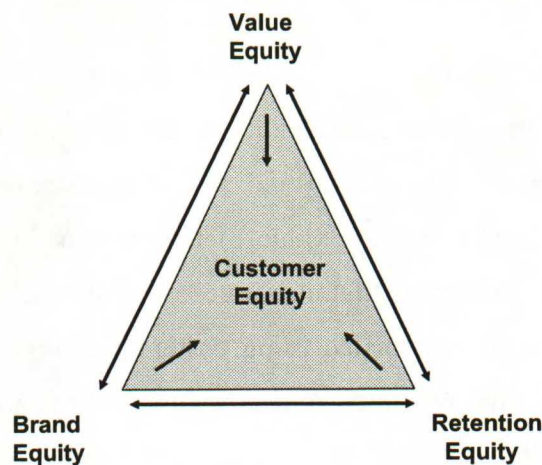 Value
Equity
Customer
Equity
Brand
Equity
Retention
Equity